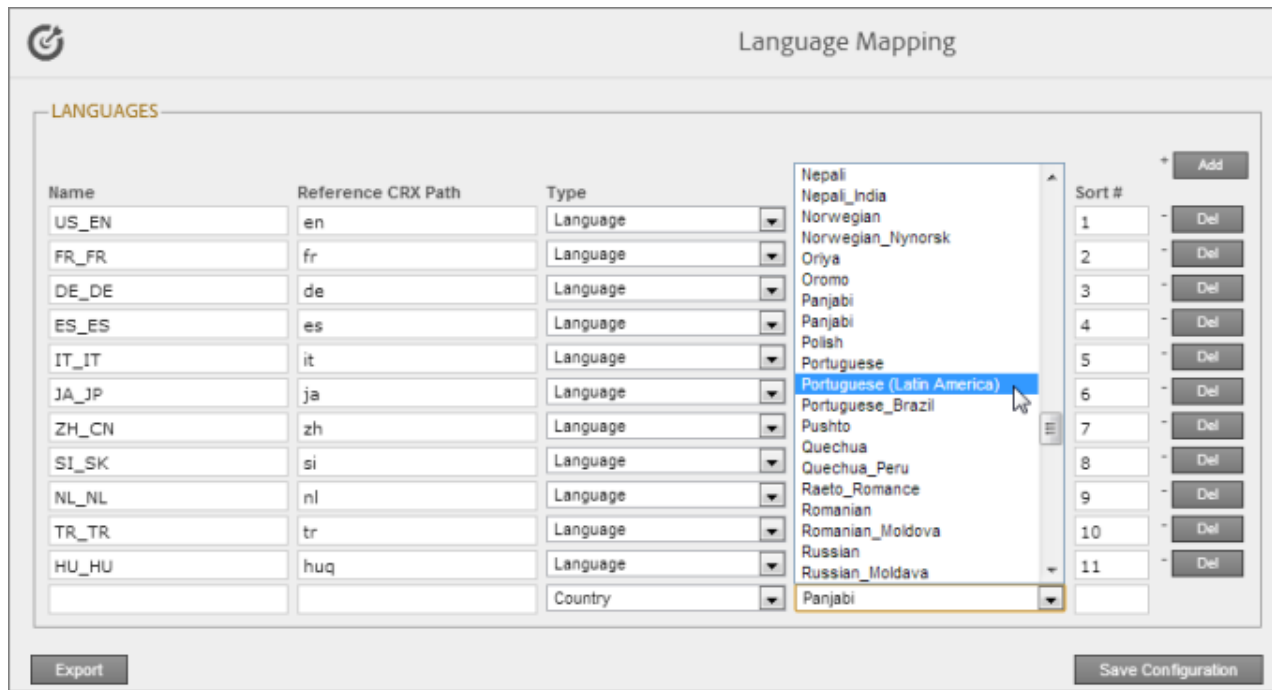 Language Mapping
LANGUAGES
+ Add
Name Reference CRX Path Type Sort #
US_EN en Language 1 - Del
FR_FR fr Language 2 - Del
DE_DE de Language 3 - Del
ES_ES es Language 4 - Del
IT_IT it Language 5 - Del
JA_JP ja Language 6 - Del
ZH_CN zh Language 7 - Del
SI_SK si Language 8 - Del
NL_NL nl Language 9 - Del
TR_TR tr Language 10 - Del
HU_HU huq Language 11 - Del
Country Panjabi
Nepali
Nepali_India
Norwegian
Norwegian_Nynorsk
Oriya
Oromo
Panjabi
Panjabi
Polish
Portuguese
Portuguese (Latin America)
Portuguese_Brazil
Pushto
Quechua
Quechua_Peru
Raeto_Romance
Romanian
Romanian_Moldova
Russian
Russian_Moldava
Export Save Configuration